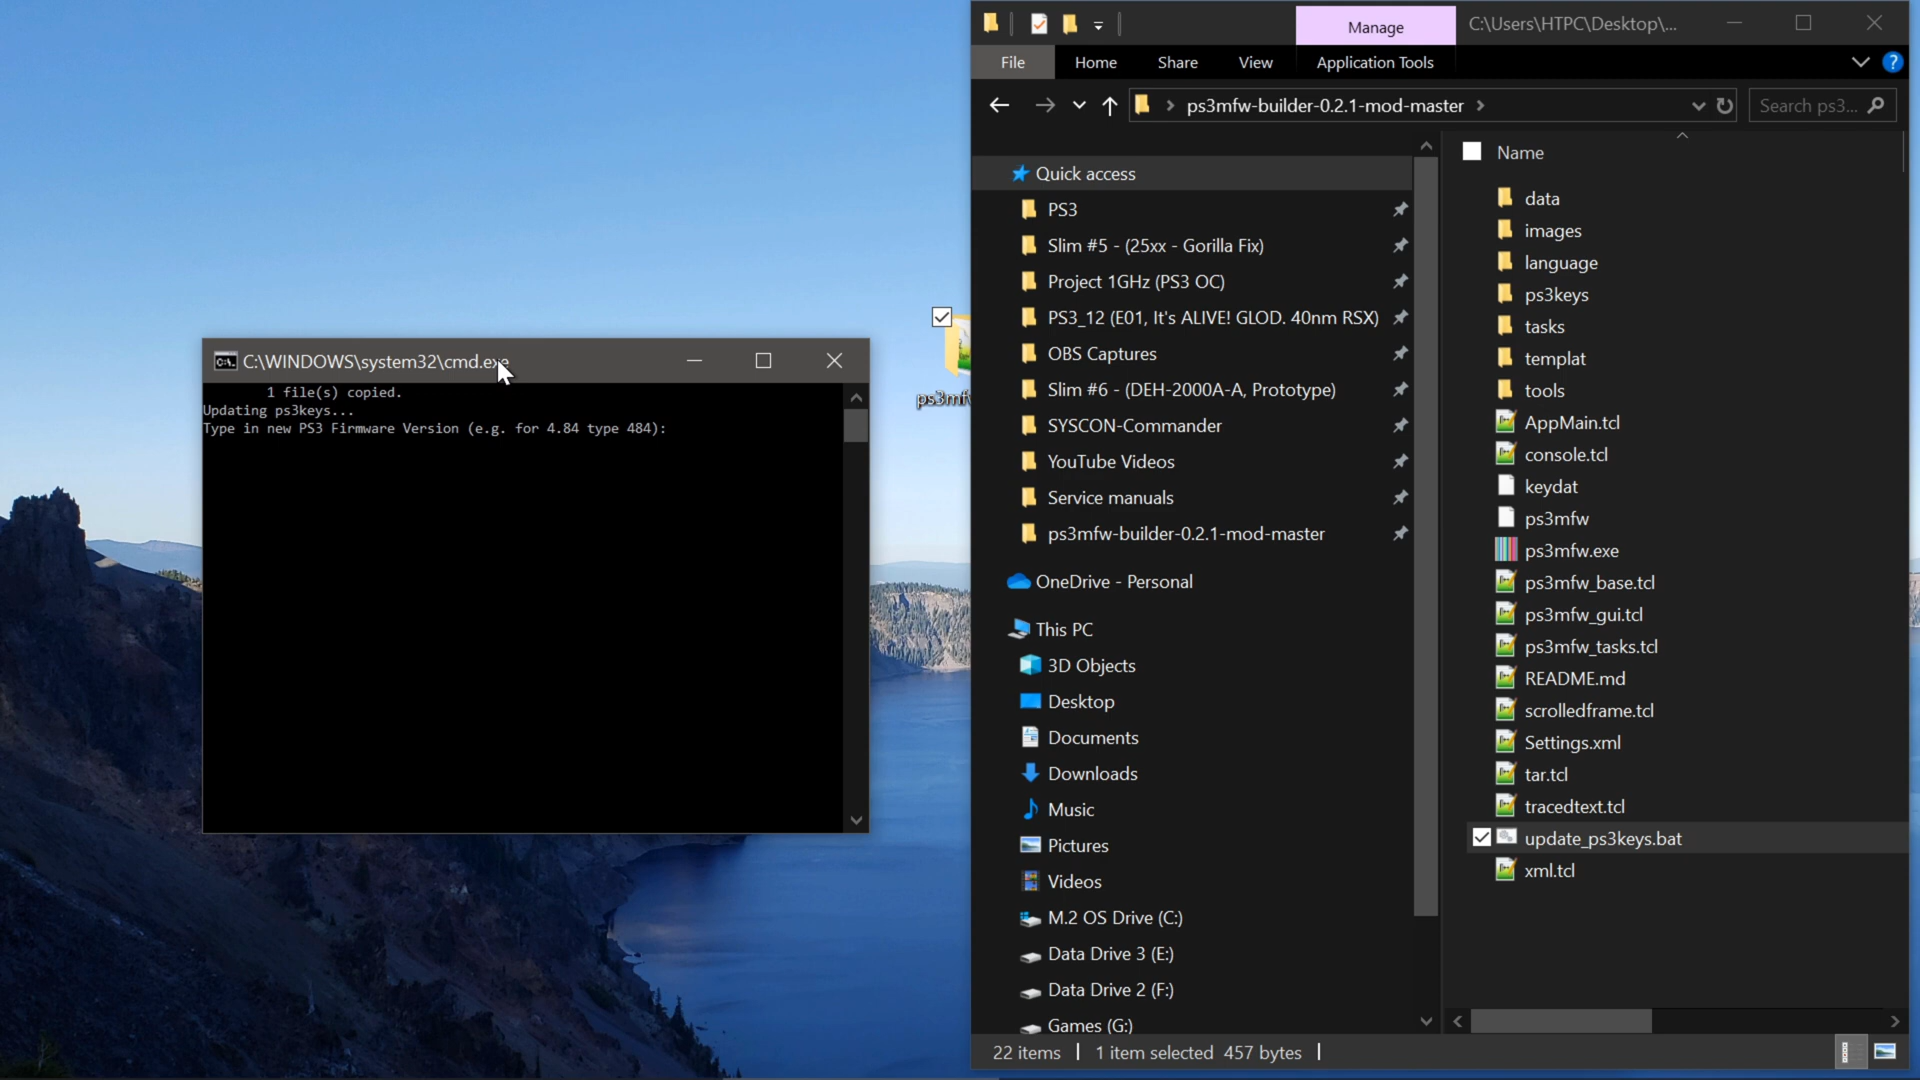 C:\WINDOWS\system32\cmd.exe
1 file(s) copied.
Updating ps3keys...
Type in new PS3 Firmware Version (e.g. for 4.84 type 484):
Manage
C:\Users\HTPC\Desktop\...
File
Home
Share
View
Application Tools
ps3mfw-builder-0.2.1-mod-master
Search ps3...
Quick access
PS3
Slim #5 - (25xx - Gorilla Fix)
Project 1GHz (PS3 OC)
PS3_12 (E01, It's ALIVE! GLOD. 40nm RSX)
OBS Captures
Slim #6 - (DEH-2000A-A, Prototype)
SYSCON-Commander
YouTube Videos
Service manuals
ps3mfw-builder-0.2.1-mod-master
OneDrive - Personal
This PC
3D Objects
Desktop
Documents
Downloads
Music
Pictures
Videos
M.2 OS Drive (C:)
Data Drive 3 (E:)
Data Drive 2 (F:)
Games (G:)
Name
data
images
language
ps3keys
tasks
templat
tools
AppMain.tcl
console.tcl
keydat
ps3mfw
ps3mfw.exe
ps3mfw_base.tcl
ps3mfw_gui.tcl
ps3mfw_tasks.tcl
README.md
scrolledframe.tcl
Settings.xml
tar.tcl
tracedtext.tcl
update_ps3keys.bat
xml.tcl
22 items
1 item selected 457 bytes